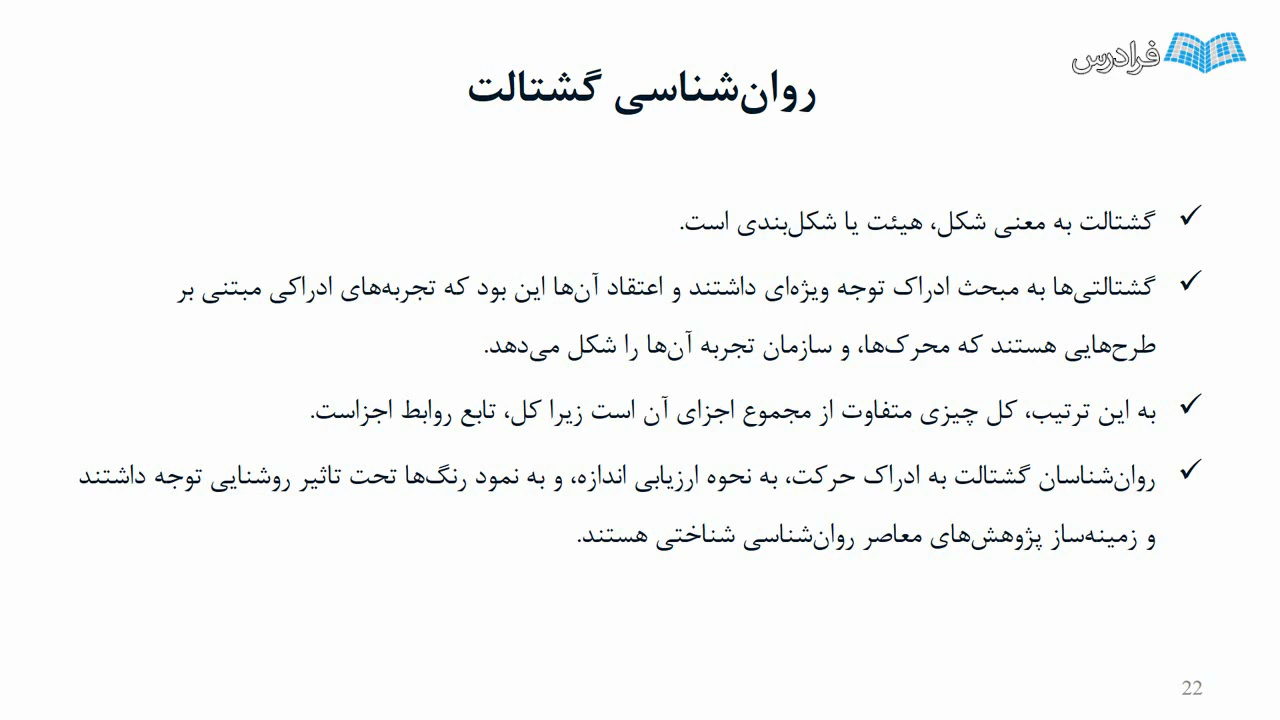 فرادرس
روان‌شناسی گشتالت
✓ گشتالت به معنی شکل، هیئت یا شکل‌بندی است.
✓ گشتالتی‌ها به مبحث ادراک توجه ویژه‌ای داشتند و اعتقاد آن‌ها این بود که تجربه‌های ادراکی مبتنی بر
طرح‌هایی هستند که محرک‌ها، و سازمان تجربه آن‌ها را شکل می‌دهد.
✓ به این ترتیب، کل چیزی متفاوت از مجموع اجزای آن است زیرا کل، تابع روابط اجزاست.
✓ روان‌شناسان گشتالت به ادراک حرکت، به نحوه ارزیابی اندازه، و به نمود رنگ‌ها تحت تاثیر روشنایی توجه داشتند
و زمینه‌ساز پژوهش‌های معاصر روان‌شناسی شناختی هستند.
22